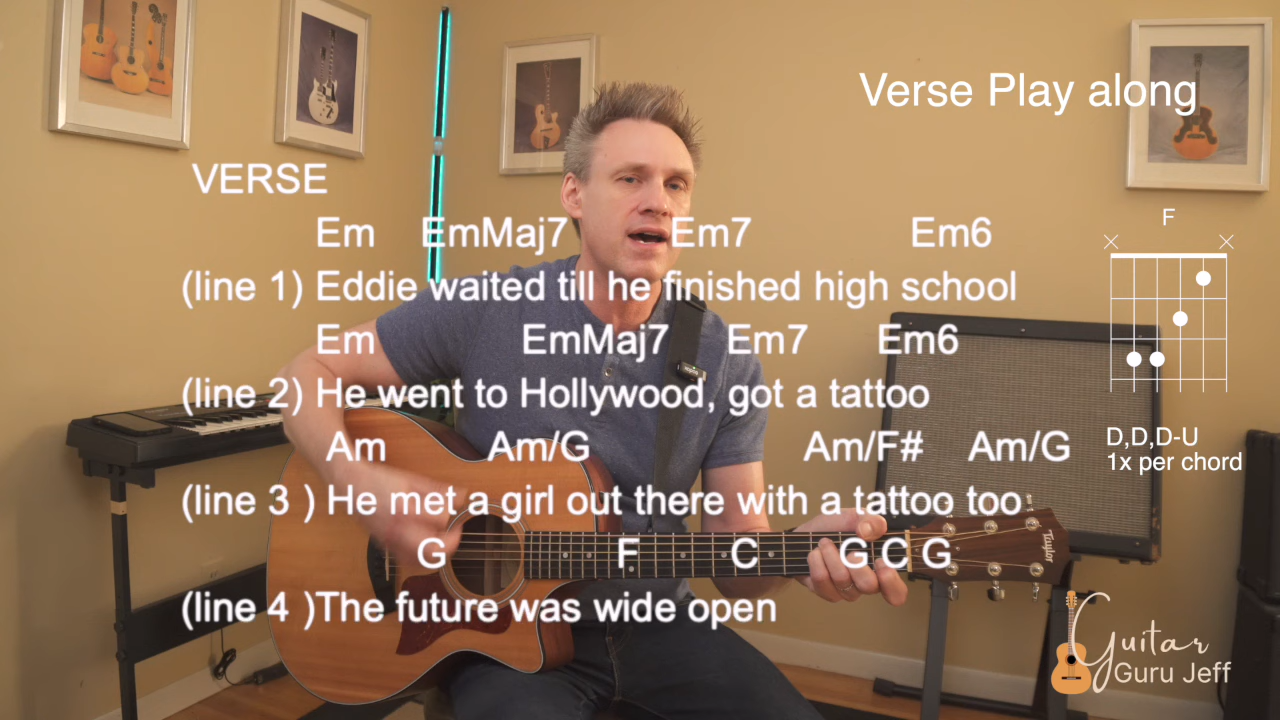 Verse Play along
VERSE
Em EmMaj7 Em7 Em6
(line 1) Eddie waited till he finished high school
Em EmMaj7 Em7 Em6
(line 2) He went to Hollywood, got a tattoo
Am Am/G Am/F# Am/G
(line 3 ) He met a girl out there with a tattoo too
G F C G C G
(line 4 )The future was wide open
F
X X
D,D,D-U
1x per chord
Taylor
Guitar
Guru Jeff